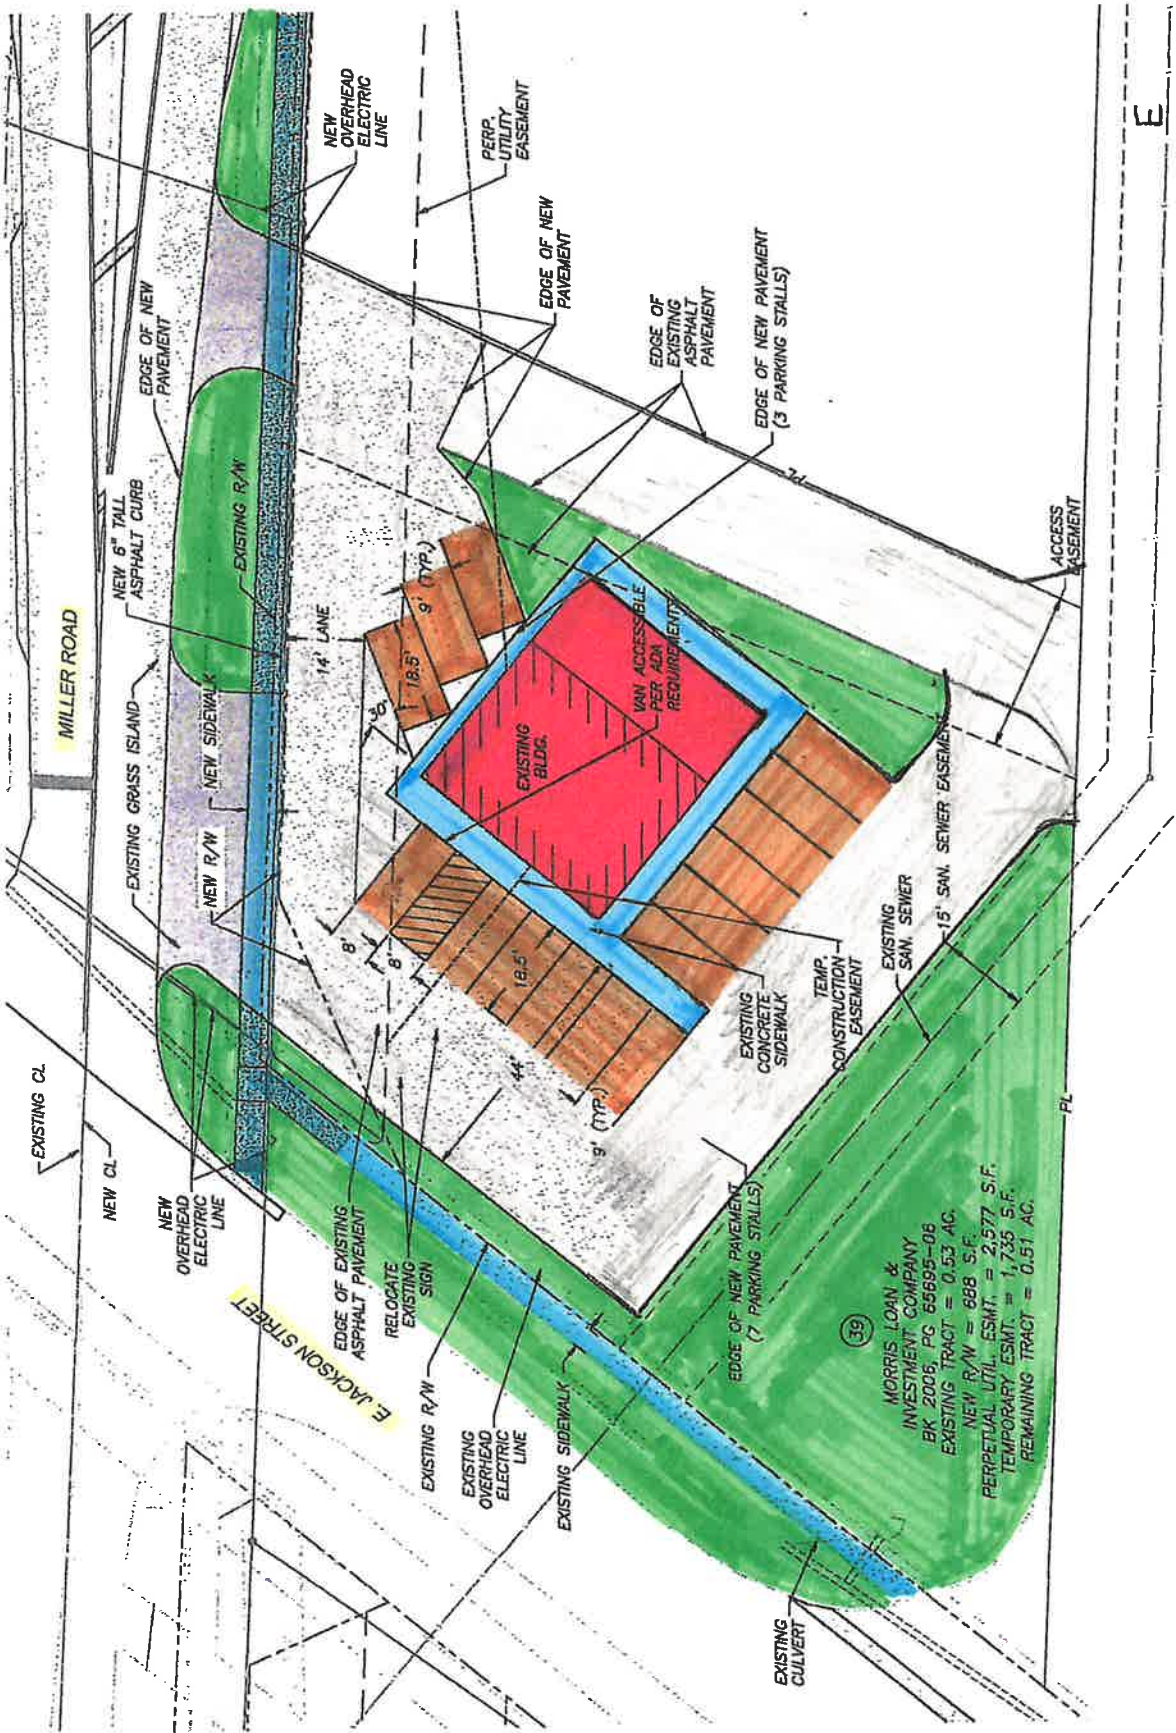 MILLER ROAD
EXISTING CL
NEW CL
EXISTING GRASS ISLAND
NEW R/W
NEW SIDEWALK
NEW 6" TALL
ASPHALT CURB
EXISTING R/W
EDGE OF NEW
PAVEMENT
NEW
OVERHEAD
ELECTRIC
LINE
PERP.
UTILITY
EASEMENT
EDGE OF NEW
PAVEMENT
EDGE OF
EXISTING
ASPHALT
PAVEMENT
EDGE OF NEW PAVEMENT
(3 PARKING STALLS)
PL
ACCESS
EASEMENT
E
14' LANE
30'
18.5'
9' (TYP.)
EXISTING
BLDG.
VAN ACCESSIBLE
PER ADA
REQUIREMENTS
8'
8'
18.5'
44'
9' (TYP.)
NEW
OVERHEAD
ELECTRIC
LINE
E. JACKSON STREET
EDGE OF EXISTING
ASPHALT PAVEMENT
RELOCATE
EXISTING
SIGN
EXISTING R/W
EXISTING
OVERHEAD
ELECTRIC
LINE
EXISTING SIDEWALK
EXISTING
CULVERT
EXISTING
CONCRETE
SIDEWALK
TEMP.
CONSTRUCTION
EASEMENT
EXISTING
SAN. SEWER
15' SAN. SEWER EASEMENT
EDGE OF NEW PAVEMENT
(7 PARKING STALLS)
PL
39
MORRIS LOAN &
INVESTMENT COMPANY
BK 2006, PG 65695-06
EXISTING TRACT = 0.53 AC.
NEW R/W = 688 S.F.
PERPETUAL UTIL. ESMT. = 2,577 S.F.
TEMPORARY ESMT. = 1,735 S.F.
REMAINING TRACT = 0.51 AC.